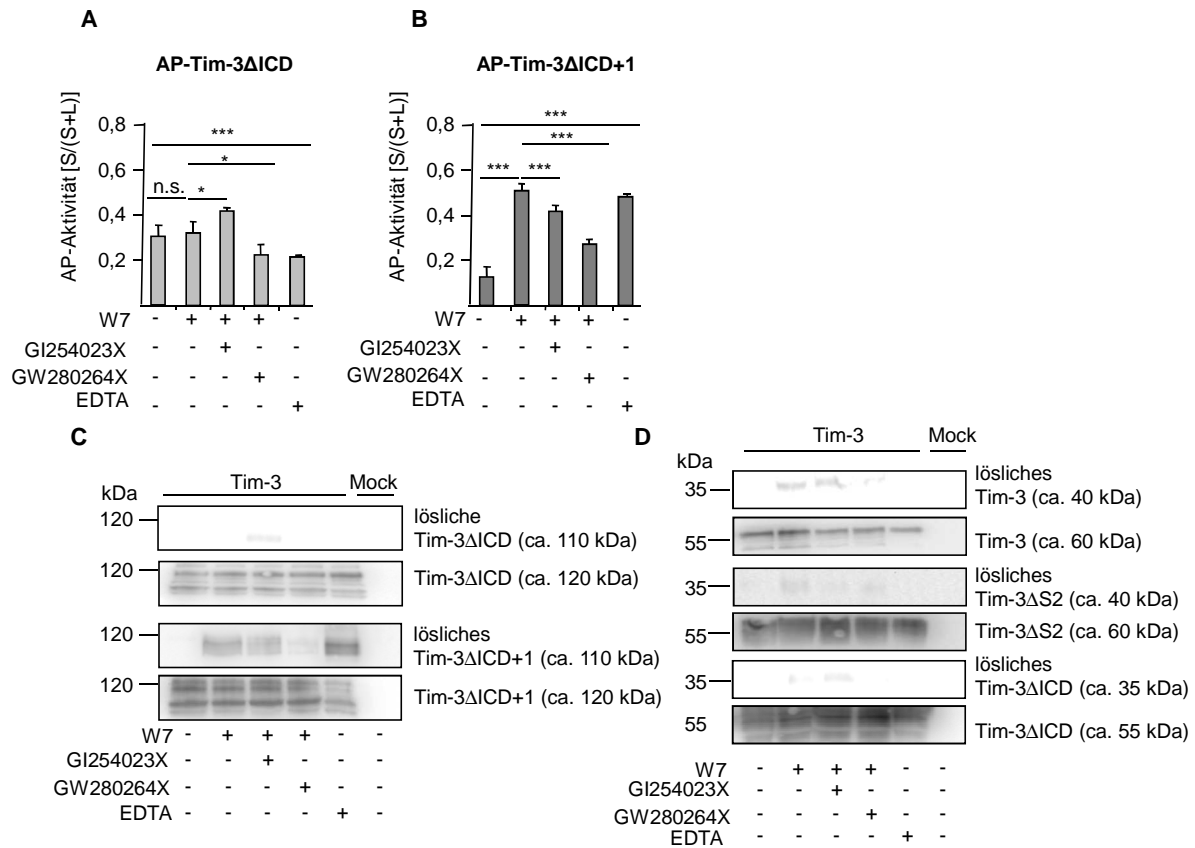 A
AP-Tim-3ΔICD
AP-Aktivität [S/(S+L)]
0,8
0,6
0,4
0,2
***
*
n.s.
*
W7 - + + + -
GI254023X - - + - -
GW280264X - - - + -
EDTA - - - - +
B
AP-Tim-3ΔICD+1
AP-Aktivität [S/(S+L)]
0,8
0,6
0,4
0,2
***
***
***
***
W7 - + + + -
GI254023X - - + - -
GW280264X - - - + -
EDTA - - - - +
C
Tim-3 Mock
kDa
120
lösliche
Tim-3ΔICD (ca. 110 kDa)
120
Tim-3ΔICD (ca. 120 kDa)
120
lösliches
Tim-3ΔICD+1 (ca. 110 kDa)
120
Tim-3ΔICD+1 (ca. 120 kDa)
W7 - + + + - -
GI254023X - - + - - -
GW280264X - - - + - -
EDTA - - - - + -
D
Tim-3 Mock
kDa
35
lösliches
Tim-3 (ca. 40 kDa)
55
Tim-3 (ca. 60 kDa)
35
lösliches
Tim-3ΔS2 (ca. 40 kDa)
55
Tim-3ΔS2 (ca. 60 kDa)
35
lösliches
Tim-3ΔICD (ca. 35 kDa)
55
Tim-3ΔICD (ca. 55 kDa)
W7 - + + + - -
GI254023X - - + - - -
GW280264X - - - + - -
EDTA - - - - + -